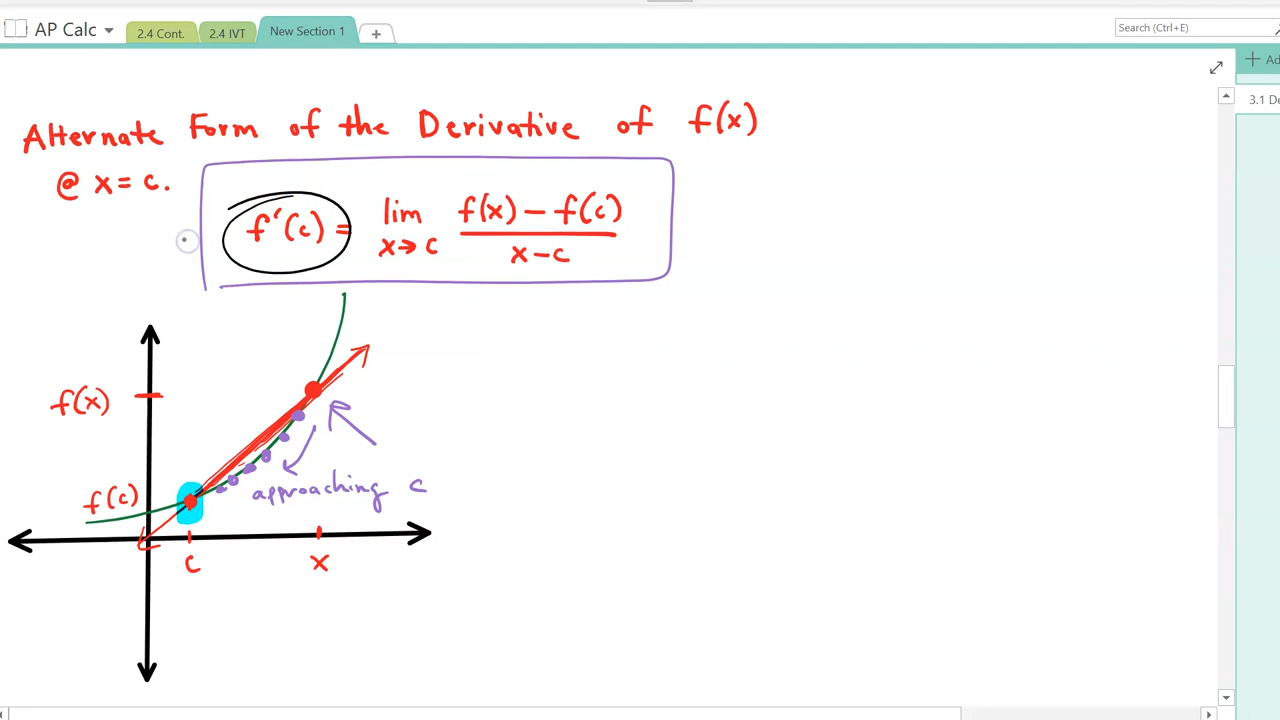 AP Calc
2.4 Cont.
2.4 IVT
New Section 1
+
Search (Ctrl+E)
+ Ad
3.1 De
Alternate Form of the Derivative of f(x)
@ x = c.
f'(c) = lim x→c f(x) - f(c) / x - c
f(x)
f(c)
approaching c
c
x